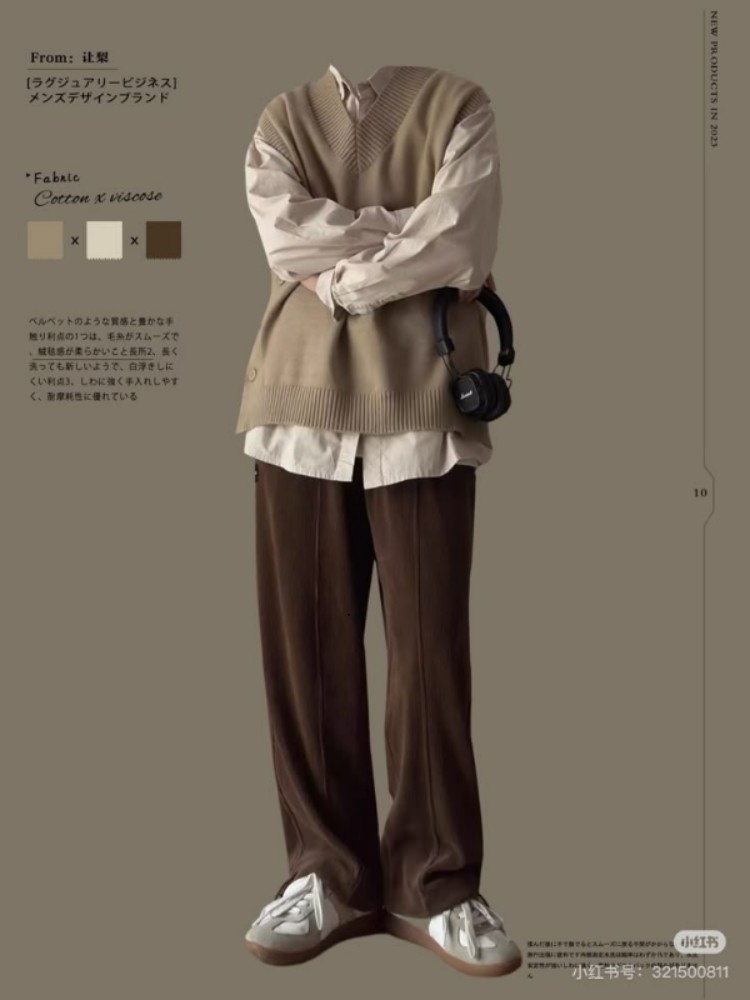 From: 让梨
[ラグジュアリービジネス]
メンズデザインブランド
*Fabric
Cotton x viscose
x x
ベルベットのような質感と豊かな手
触り利点の1つは、毛糸がスムーズで
、絨毯感が柔らかいこと長所2、長く
洗っても新しいようで、白浮きしに
くい利点3、しわに強く手入れしやす
く、耐摩耗性に優れている
NEW PRODUCTS IN 2023
10
Marshall
小红书
小红书号: 321500811